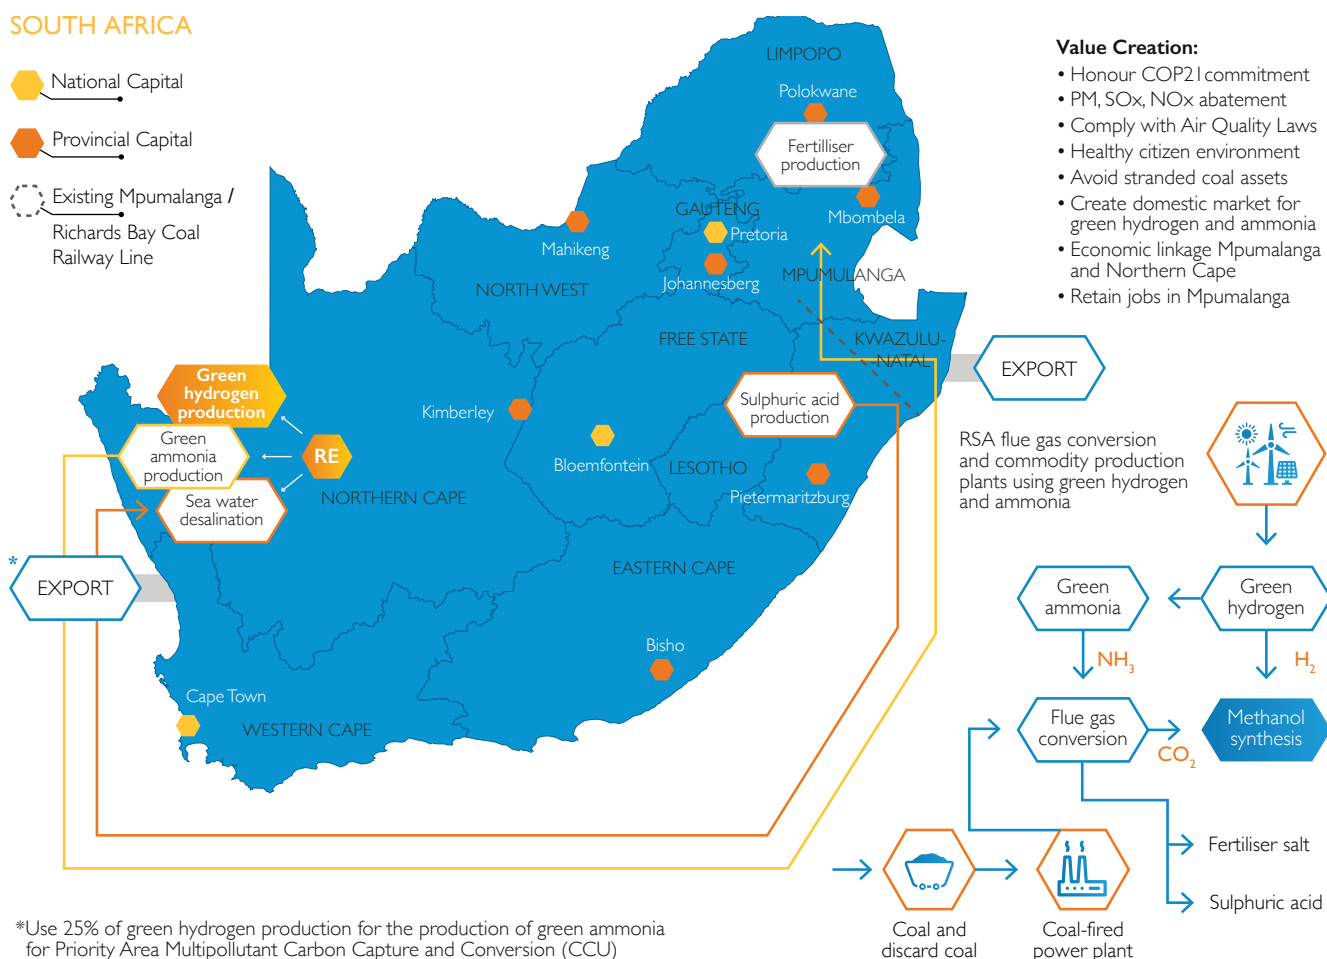 SOUTH AFRICA
National Capital
Provincial Capital
Existing Mpumalanga /
Richards Bay Coal
Railway Line
LIMPOPO
Polokwane
Fertilliser
production
Mbombela
GAUTENG
Pretoria
Johannesberg
Mahikeng
MPUMULANGA
NORTH WEST
FREE STATE
KWAZULU-
NATAL
EXPORT
Green
hydrogen
production
Green
ammonia
production
Sea water
desalination
RE
Kimberley
Bloemfontein
Sulphuric acid
production
LESOTHO
Pietermaritzburg
NORTHERN CAPE
* EXPORT
EASTERN CAPE
Bisho
Cape Town
WESTERN CAPE
Value Creation:
• Honour COP21 commitment
• PM, SOx, NOx abatement
• Comply with Air Quality Laws
• Healthy citizen environment
• Avoid stranded coal assets
• Create domestic market for
green hydrogen and ammonia
• Economic linkage Mpumalanga
and Northern Cape
• Retain jobs in Mpumalanga
RSA flue gas conversion
and commodity production
plants using green hydrogen
and ammonia
Green
ammonia
Green
hydrogen
NH₃
H₂
Flue gas
conversion
CO₂
Methanol
synthesis
Fertiliser salt
Sulphuric acid
Coal and
discard coal
Coal-fired
power plant
*Use 25% of green hydrogen production for the production of green ammonia
for Priority Area Multipollutant Carbon Capture and Conversion (CCU)